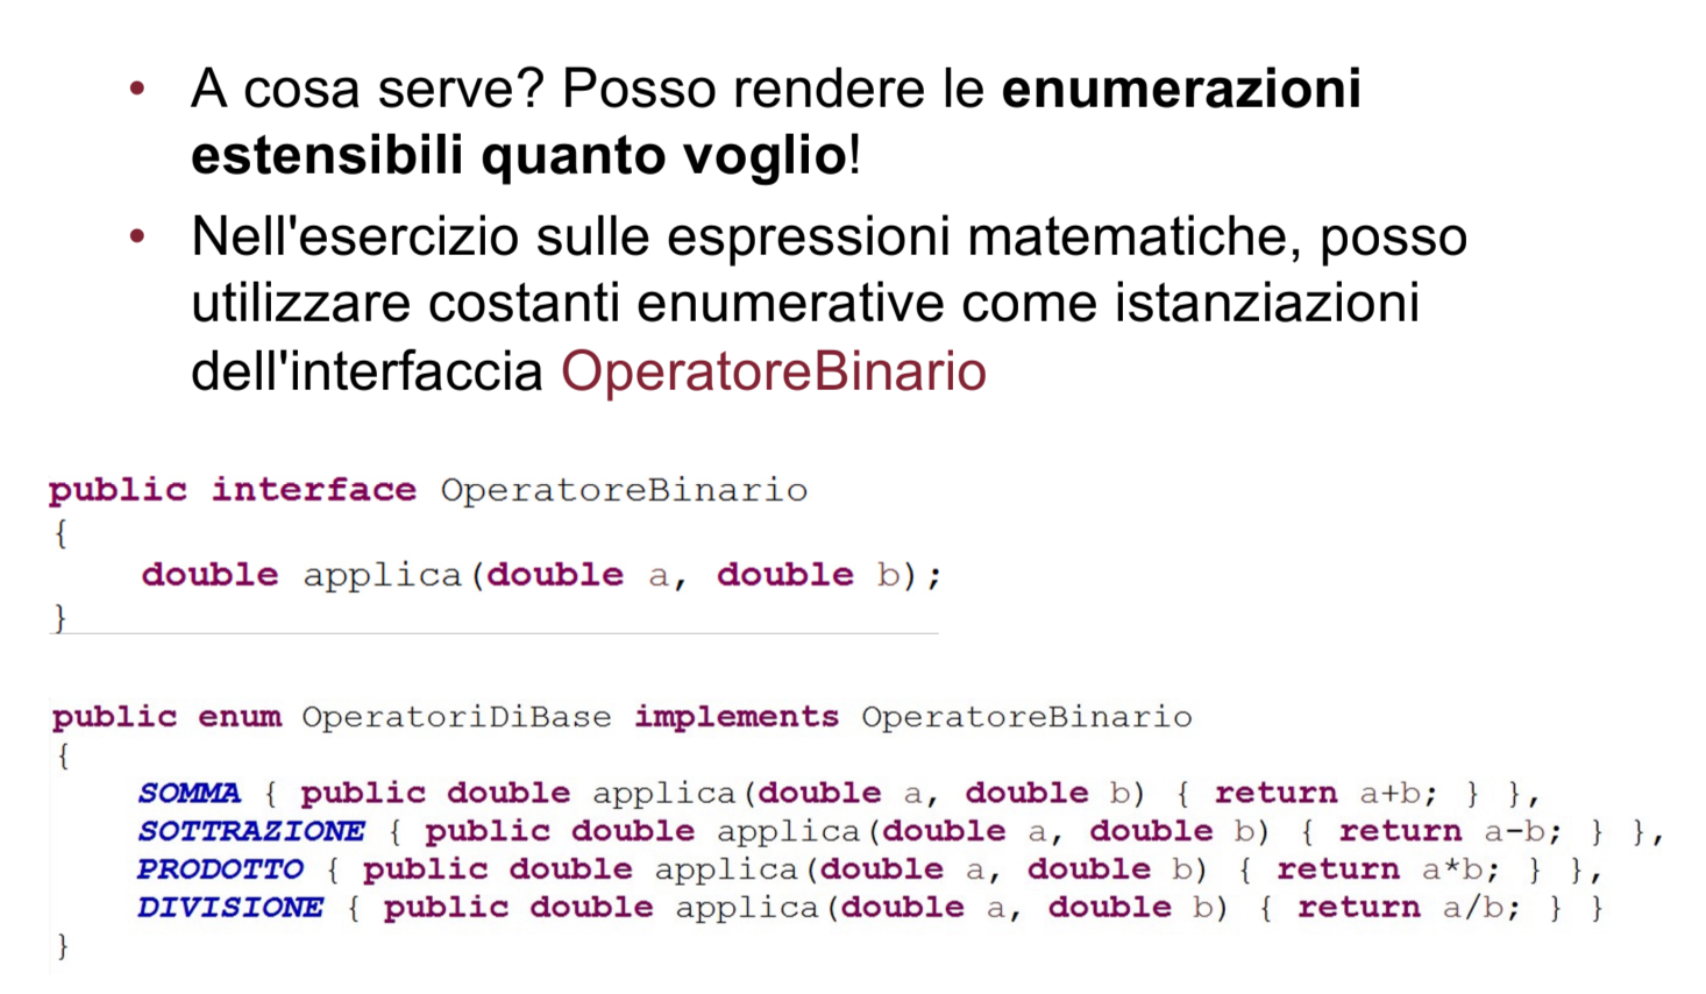 • A cosa serve? Posso rendere le enumerazioni
estensibili quanto voglio!
• Nell'esercizio sulle espressioni matematiche, posso
utilizzare costanti enumerative come istanziazioni
dell'interfaccia OperatoreBinario
public interface OperatoreBinario
{
    double applica(double a, double b);
}
public enum OperatoriDiBase implements OperatoreBinario
{
    SOMMA { public double applica(double a, double b) { return a+b; } },
    SOTTRAZIONE { public double applica(double a, double b) { return a-b; } },
    PRODOTTO { public double applica(double a, double b) { return a*b; } },
    DIVISIONE { public double applica(double a, double b) { return a/b; } }
}